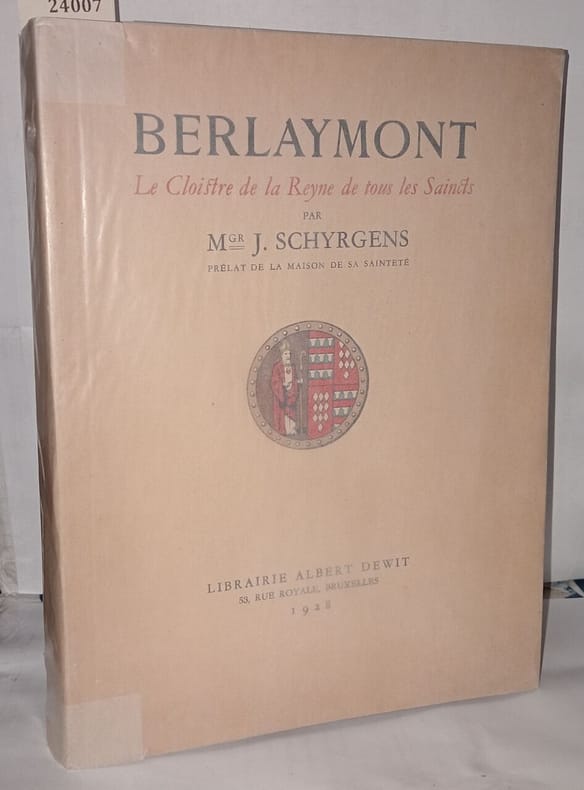 24007
BERLAYMONT
Le Cloiſtre de la Reyne de tous les Saincts
PAR
MGR J. SCHYRGENS
PRÉLAT DE LA MAISON DE SA SAINTETÉ
LIBRAIRIE ALBERT DEWIT
53, RUE ROYALE, BRUXELLES
1928